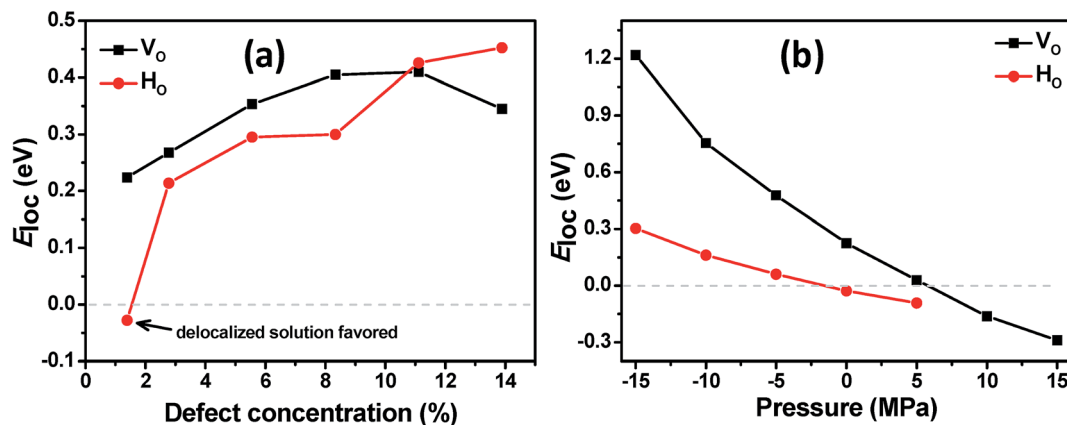 0.5
0.4
0.3
0.2
0.1
0.0
-0.1
E_loc (eV)
V_O
H_O
(a)
delocalized solution favored
0 2 4 6 8 10 12 14
Defect concentration (%)
1.2
0.9
0.6
0.3
0.0
-0.3
E_loc (eV)
(b)
V_O
H_O
-15 -10 -5 0 5 10 15
Pressure (MPa)